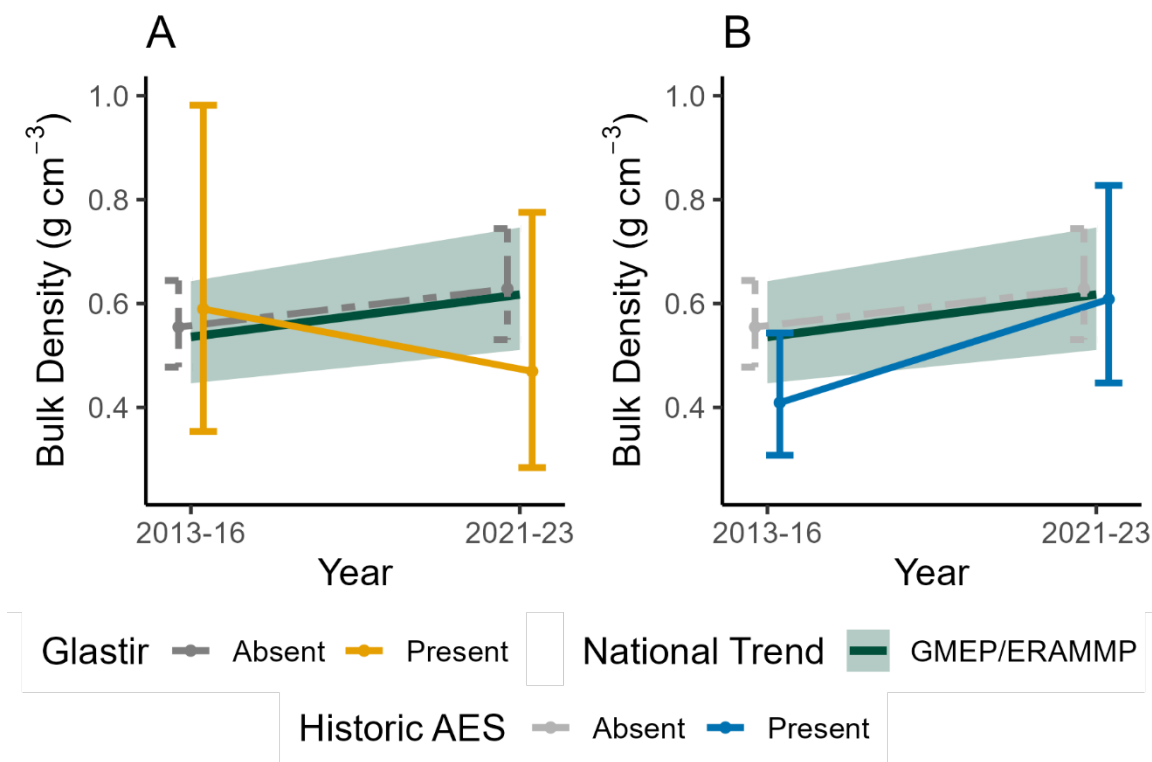 A
B
Bulk Density (g cm⁻³)
1.0
0.8
0.6
0.4
2013-16
2021-23
Year
Bulk Density (g cm⁻³)
1.0
0.8
0.6
0.4
2013-16
2021-23
Year
Glastir Absent Present National Trend GMEP/ERAMMP
Historic AES Absent Present